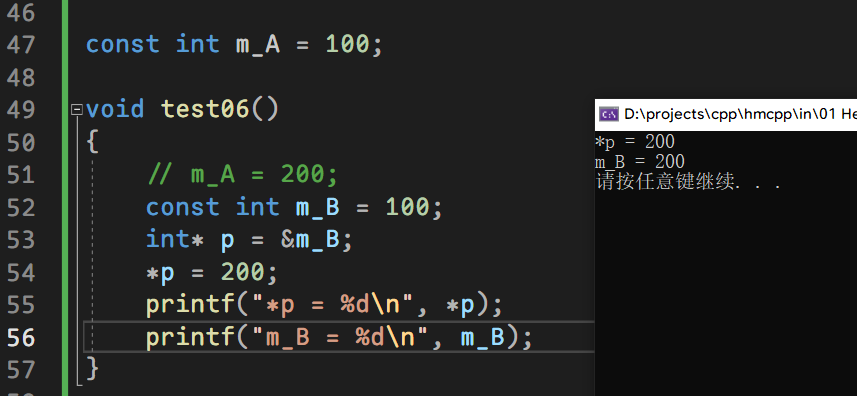 46
47 const int m_A = 100;
48
49 void test06()
50 {
51 // m_A = 200;
52 const int m_B = 100;
53 int* p = &m_B;
54 *p = 200;
55 printf("*p = %d\n", *p);
56 printf("m_B = %d\n", m_B);
57 }
D:\projects\cpp\hmcpp\in\01 He
*p = 200
m_B = 200
请按任意键继续. . .